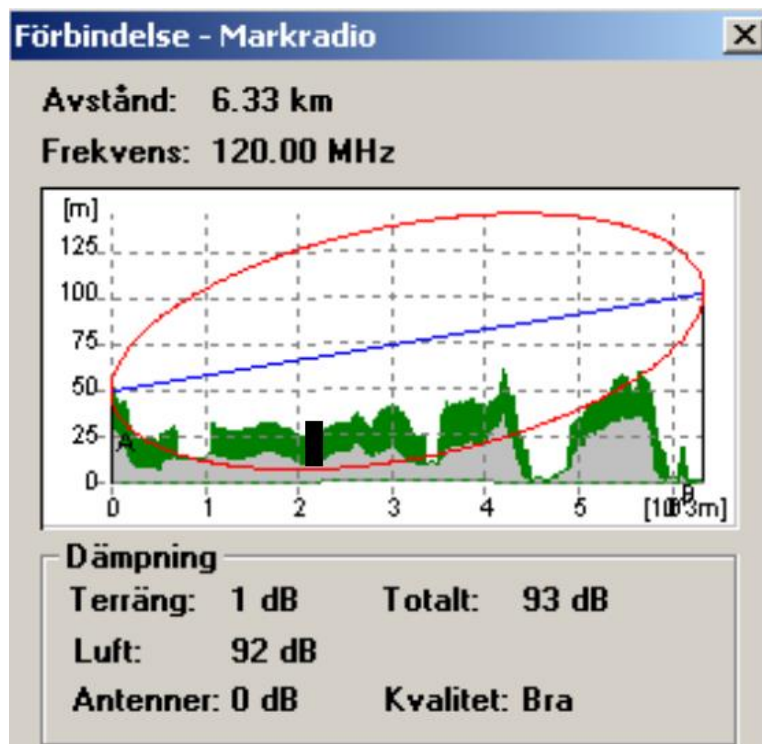 Förbindelse - Markradio
Avstånd: 6.33 km
Frekvens: 120.00 MHz
[m]
125
100
75
50
25
0
A
B
0 1 2 3 4 5
Dämpning
Terräng: 1 dB Totalt: 93 dB
Luft: 92 dB
Antenner: 0 dB Kvalitet: Bra